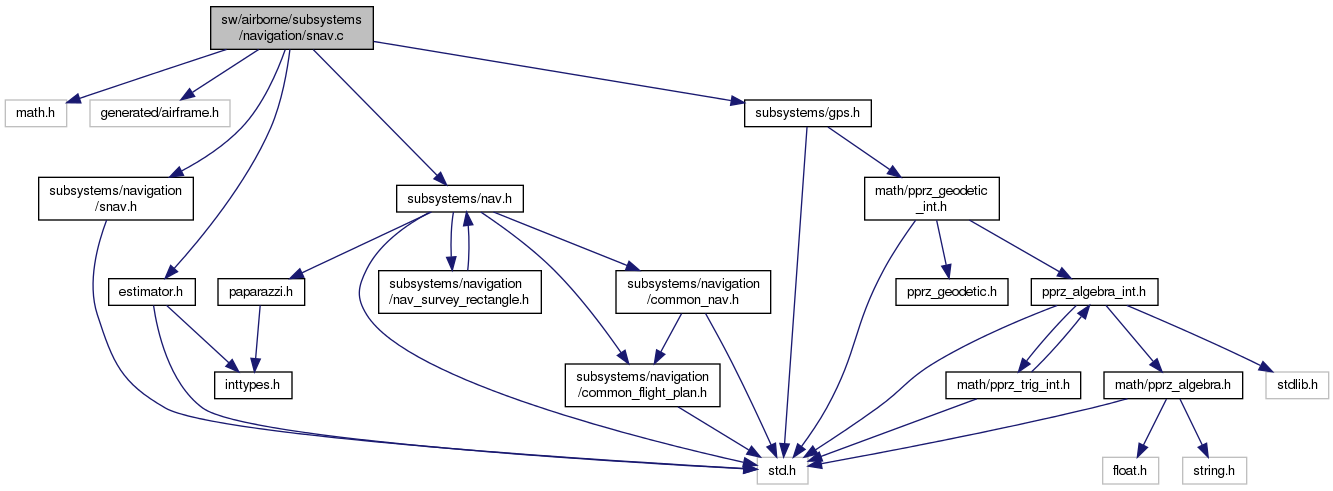 sw/airborne/subsystems
/navigation/snav.c
math.h
generated/airframe.h
subsystems/gps.h
subsystems/navigation
/snav.h
subsystems/nav.h
math/pprz_geodetic
_int.h
estimator.h
paparazzi.h
subsystems/navigation
/nav_survey_rectangle.h
subsystems/navigation
/common_nav.h
pprz_geodetic.h
pprz_algebra_int.h
inttypes.h
subsystems/navigation
/common_flight_plan.h
math/pprz_trig_int.h
math/pprz_algebra.h
stdlib.h
std.h
float.h
string.h